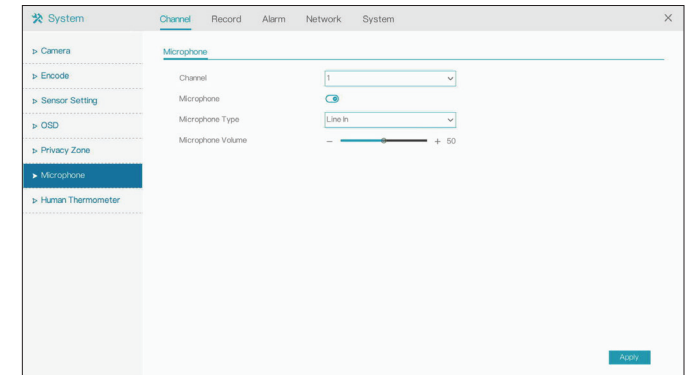 System
Channel Record Alarm Network System
Camera
Encode
Sensor Setting
OSD
Privacy Zone
Microphone
Human Thermometer
Microphone
Channel 1
Microphone
Microphone Type Line In
Microphone Volume − + 50
Apply